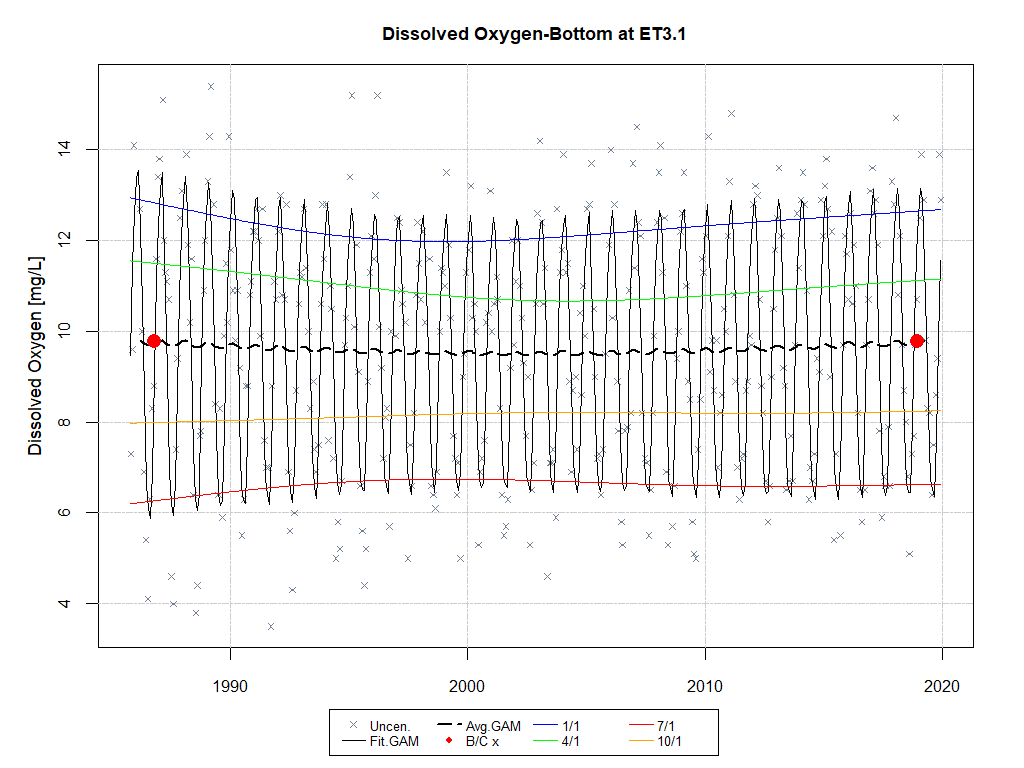 Dissolved Oxygen-Bottom at ET3.1
Dissolved Oxygen [mg/L]
14
12
10
8
6
4
1990 2000 2010 2020
Uncen. Avg.GAM 1/1 7/1
Fit.GAM B/C x 4/1 10/1